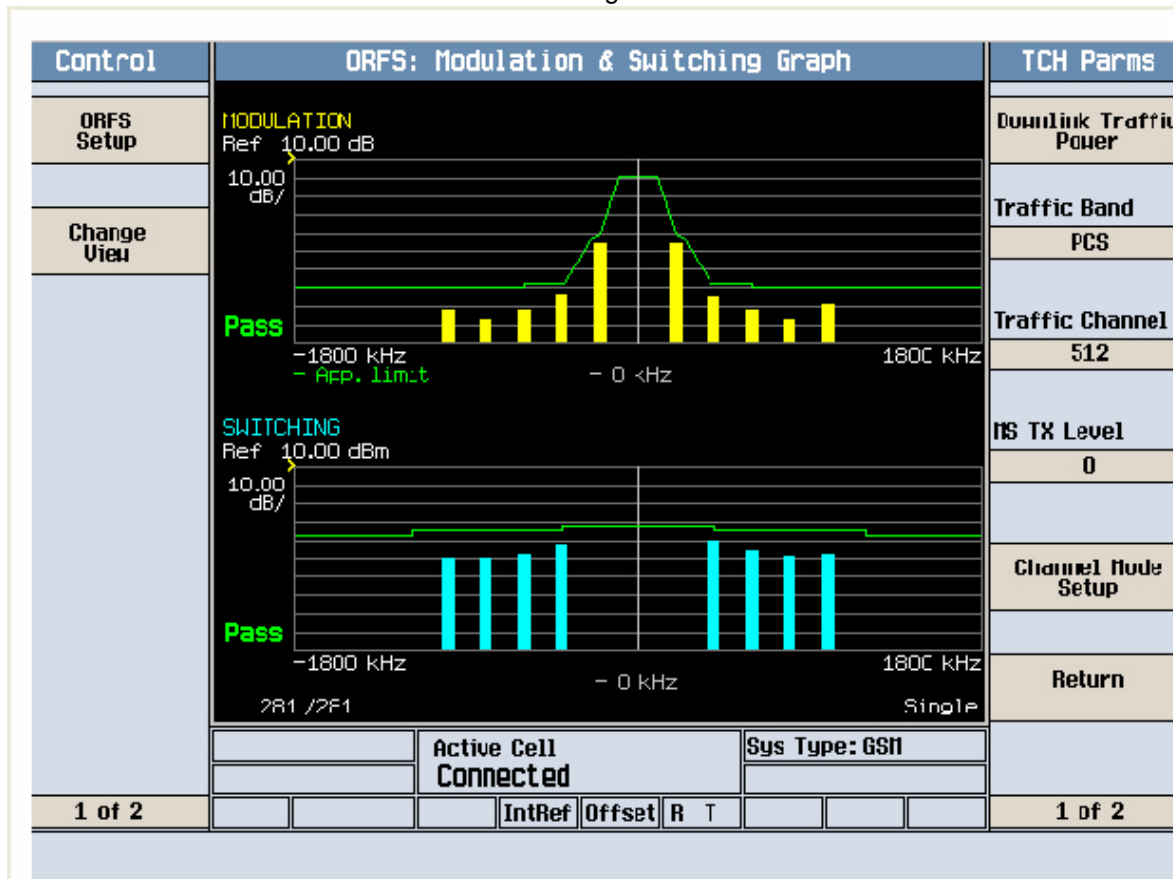 Control
ORFS: Modulation & Switching Graph
TCH Parms
ORFS
Setup
Change
View
1 of 2
MODULATION
Ref 10.00 dB
10.00
dB/
Pass
-1800 kHz
1800 kHz
- App. limit
- 0 kHz
SWITCHING
Ref 10.00 dBm
10.00
dB/
Pass
-1800 kHz
1800 kHz
- 0 kHz
Single
Active Cell
Connected
Sys Type: GSM
IntRef
Offset
R T
Downlink Traffic
Power
Traffic Band
PCS
Traffic Channel
512
MS TX Level
0
Channel Mode
Setup
Return
1 of 2